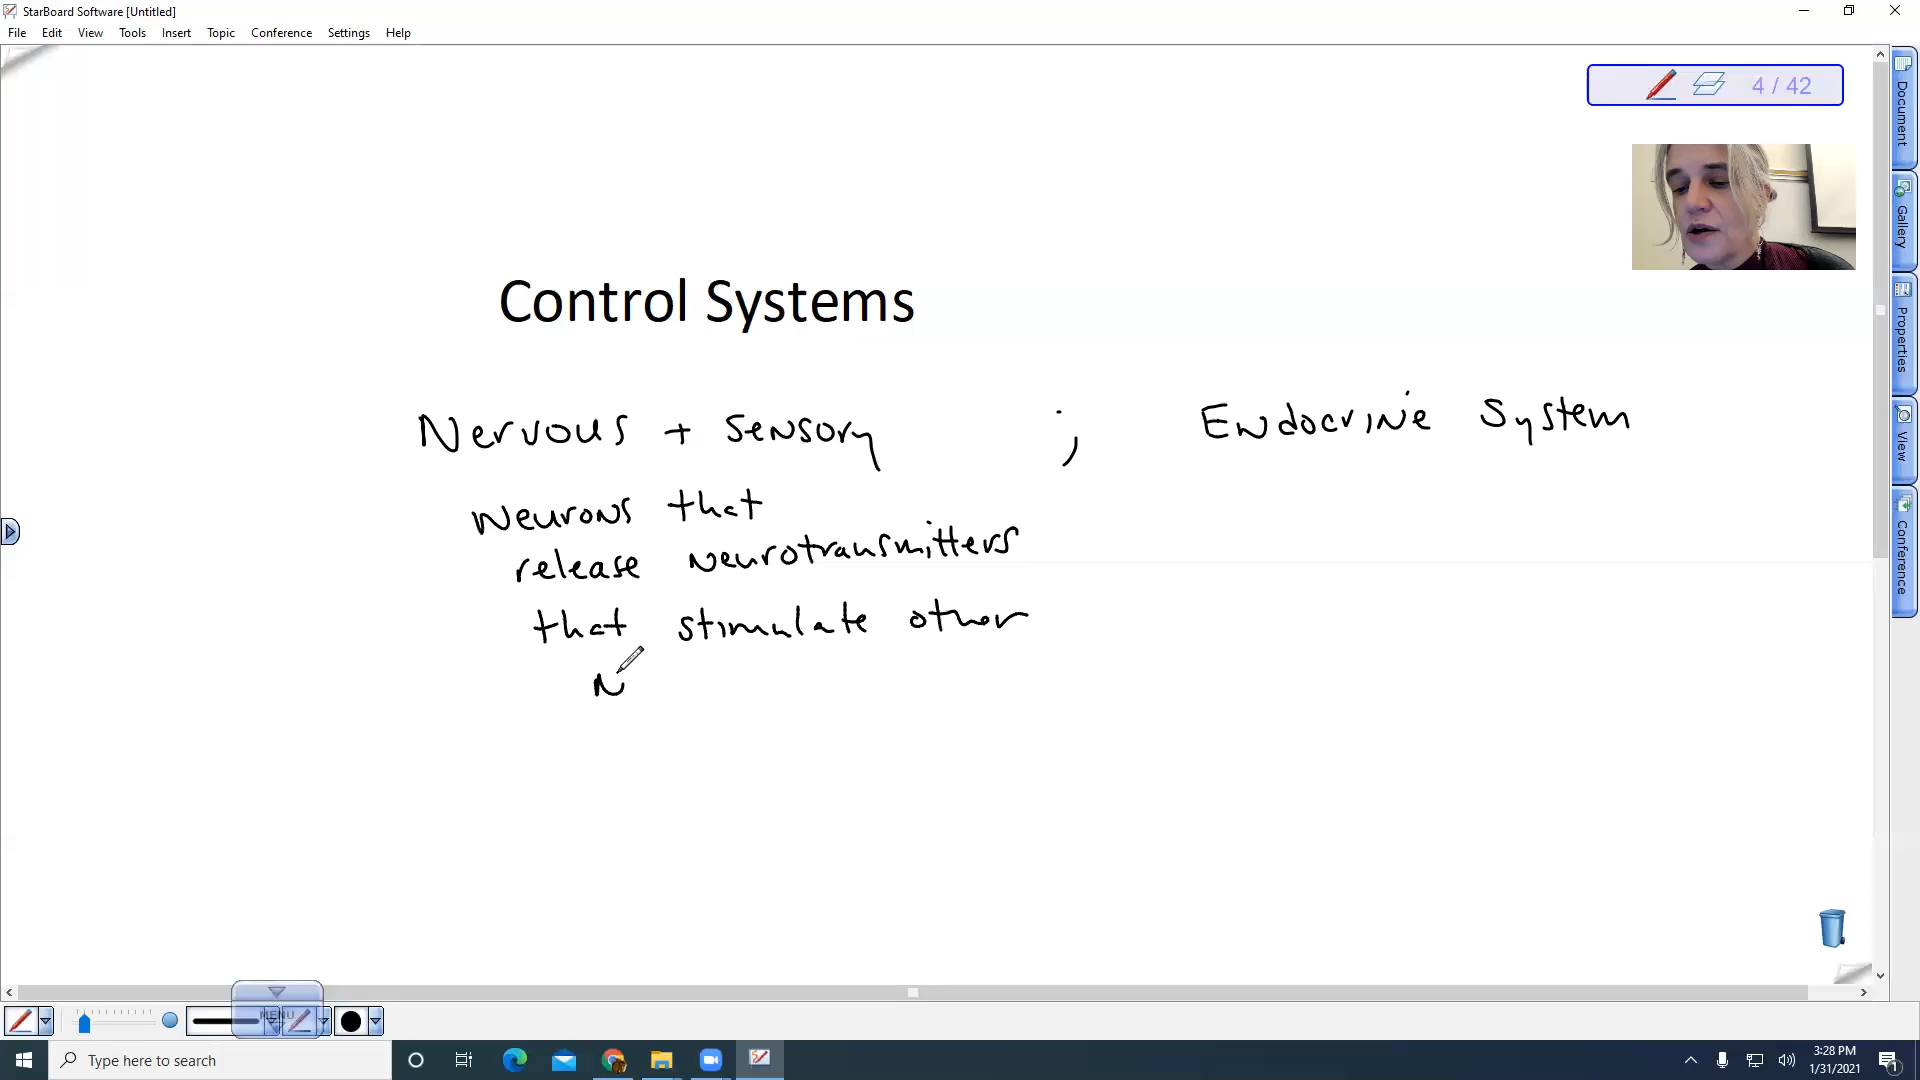 StarBoard Software [Untitled]
File Edit View Tools Insert Topic Conference Settings Help
4 / 42
Document
Gallery
Properties
View
Conference
Control Systems
Nervous + Sensory ; Endocrine System
Neurons that
release neurotransmitters
that stimulate other
N
MENU
Type here to search
3:28 PM
1/31/2021
1